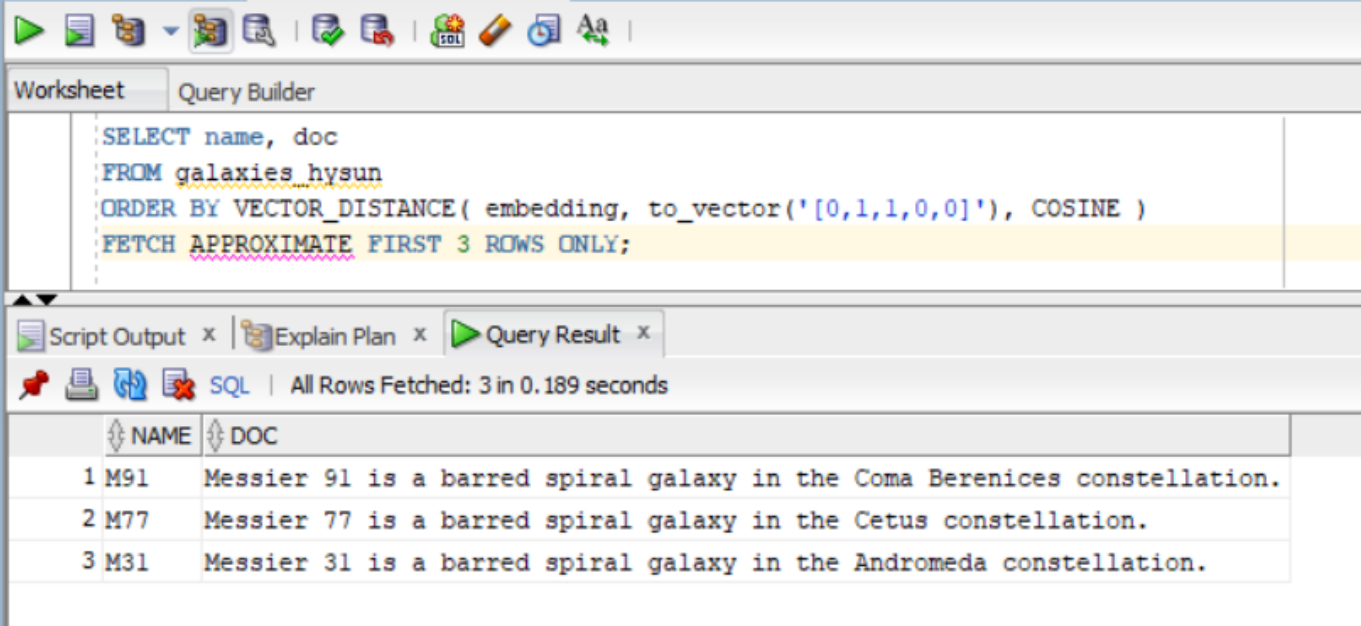 SQL
Aa
Worksheet Query Builder
SELECT name, doc
FROM galaxies_hysun
ORDER BY VECTOR_DISTANCE( embedding, to_vector('[0,1,1,0,0]'), COSINE )
FETCH APPROXIMATE FIRST 3 ROWS ONLY;
Script Output x Explain Plan x Query Result x
SQL | All Rows Fetched: 3 in 0.189 seconds
NAME DOC
1 M91 Messier 91 is a barred spiral galaxy in the Coma Berenices constellation.
2 M77 Messier 77 is a barred spiral galaxy in the Cetus constellation.
3 M31 Messier 31 is a barred spiral galaxy in the Andromeda constellation.